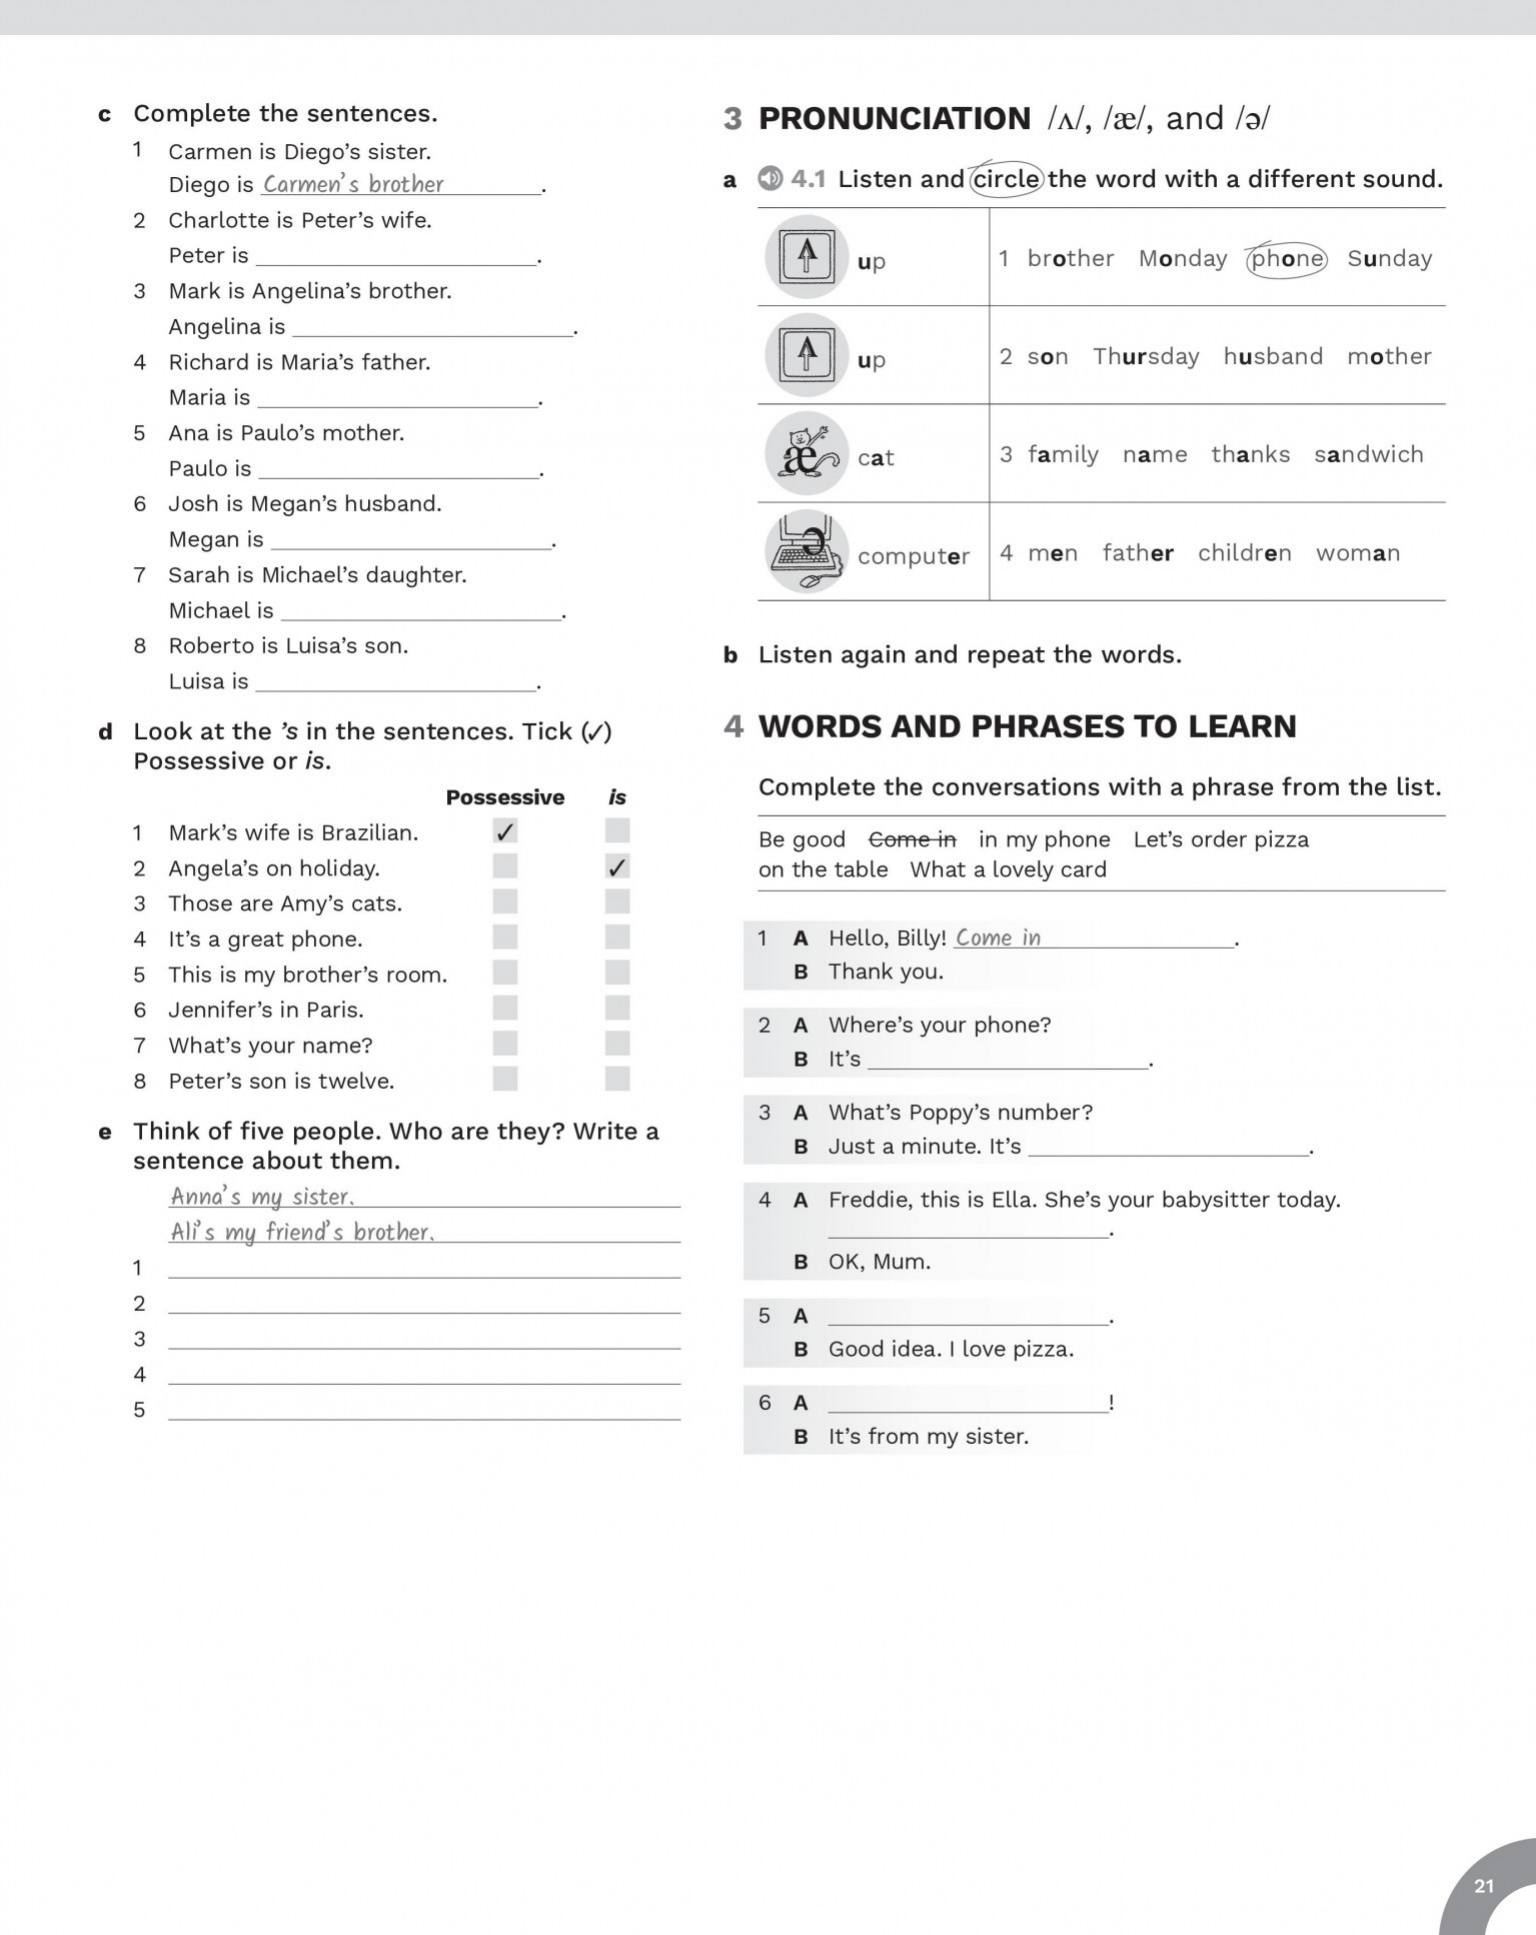 c Complete the sentences.
1 Carmen is Diego's sister.
Diego is Carmen's brother.
2 Charlotte is Peter's wife.
Peter is ______.
3 Mark is Angelina's brother.
Angelina is ______.
4 Richard is Maria's father.
Maria is ______.
5 Ana is Paulo's mother.
Paulo is ______.
6 Josh is Megan's husband.
Megan is ______.
7 Sarah is Michael's daughter.
Michael is ______.
8 Roberto is Luisa's son.
Luisa is ______.
d Look at the 's in the sentences. Tick (✓)
Possessive or is.
Possessive is
1 Mark's wife is Brazilian. ✓
2 Angela's on holiday. ✓
3 Those are Amy's cats.
4 It's a great phone.
5 This is my brother's room.
6 Jennifer's in Paris.
7 What's your name?
8 Peter's son is twelve.
e Think of five people. Who are they? Write a
sentence about them.
Anna's my sister.
Ali's my friend's brother.
1
2
3
4
5
3 PRONUNCIATION /ʌ/, /æ/, and /ə/
a 4.1 Listen and circle the word with a different sound.
ʌ up 1 brother Monday phone Sunday
ʌ up 2 son Thursday husband mother
æ cat 3 family name thanks sandwich
ə computer 4 men father children woman
b Listen again and repeat the words.
4 WORDS AND PHRASES TO LEARN
Complete the conversations with a phrase from the list.
Be good Come in in my phone Let's order pizza
on the table What a lovely card
1 A Hello, Billy! Come in.
B Thank you.
2 A Where's your phone?
B It's ______.
3 A What's Poppy's number?
B Just a minute. It's ______.
4 A Freddie, this is Ella. She's your babysitter today.
______.
B OK, Mum.
5 A ______.
B Good idea. I love pizza.
6 A ______!
B It's from my sister.
21